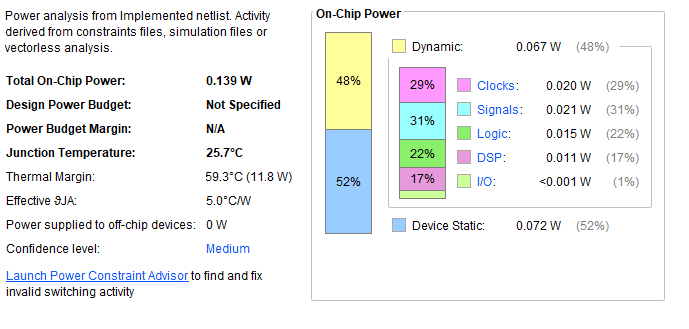 Power analysis from Implemented netlist. Activity
derived from constraints files, simulation files or
vectorless analysis.
Total On-Chip Power: 0.139 W
Design Power Budget: Not Specified
Power Budget Margin: N/A
Junction Temperature: 25.7°C
Thermal Margin: 59.3°C (11.8 W)
Effective ϑJA: 5.0°C/W
Power supplied to off-chip devices: 0 W
Confidence level: Medium
Launch Power Constraint Advisor to find and fix
invalid switching activity
On-Chip Power
48%
52%
Dynamic: 0.067 W (48%)
29%
31%
22%
17%
Clocks: 0.020 W (29%)
Signals: 0.021 W (31%)
Logic: 0.015 W (22%)
DSP: 0.011 W (17%)
I/O: <0.001 W (1%)
Device Static: 0.072 W (52%)